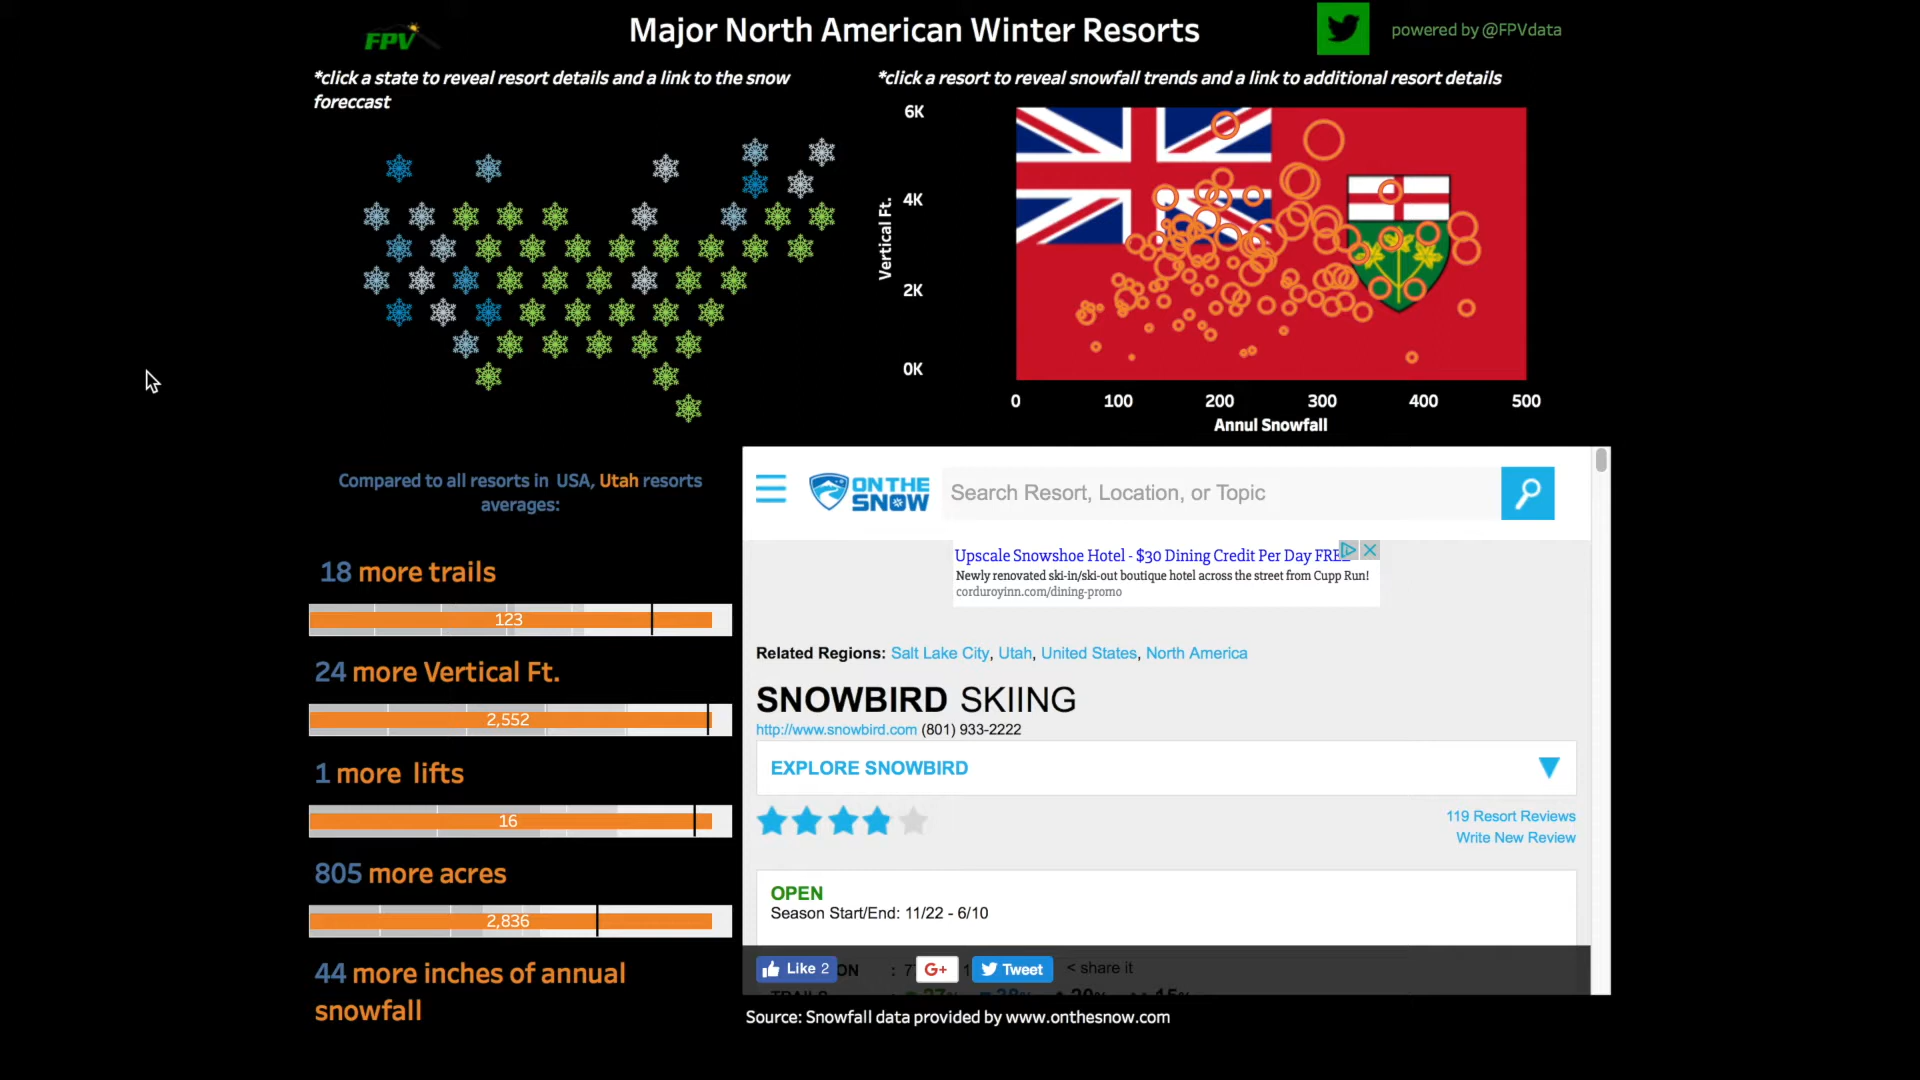 FPV
Major North American Winter Resorts
powered by @FPVdata
*click a state to reveal resort details and a link to the snow
foreccast
*click a resort to reveal snowfall trends and a link to additional resort details
6K
4K
2K
0K
Vertical Ft.
0 100 200 300 400 500
Annul Snowfall
Compared to all resorts in USA, Utah resorts
averages:
18 more trails
123
24 more Vertical Ft.
2,552
1 more lifts
16
805 more acres
2,836
44 more inches of annual
snowfall
ON THE
SNOW
Search Resort, Location, or Topic
Upscale Snowshoe Hotel - $30 Dining Credit Per Day FREE
Newly renovated ski-in/ski-out boutique hotel across the street from Cupp Run!
corduroyinn.com/dining-promo
Related Regions: Salt Lake City, Utah, United States, North America
SNOWBIRD SKIING
http://www.snowbird.com (801) 933-2222
EXPLORE SNOWBIRD
119 Resort Reviews
Write New Review
OPEN
Season Start/End: 11/22 - 6/10
Like 2
G+
Tweet
< share it
Source: Snowfall data provided by www.onthesnow.com